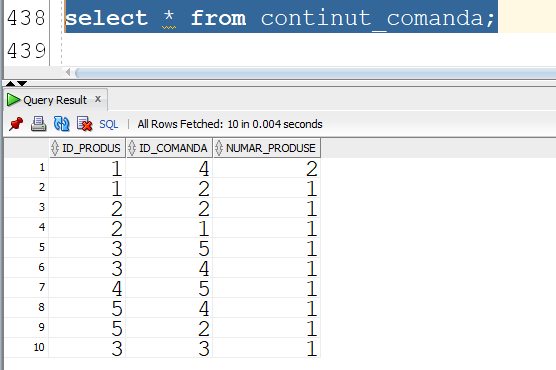 438 select * from continut_comanda;
439
Query Result x
SQL | All Rows Fetched: 10 in 0.004 seconds
ID_PRODUS ID_COMANDA NUMAR_PRODUSE
1 1 4 2
2 1 2 1
3 2 2 1
4 2 1 1
5 3 5 1
6 3 4 1
7 4 5 1
8 5 4 1
9 5 2 1
10 3 3 1